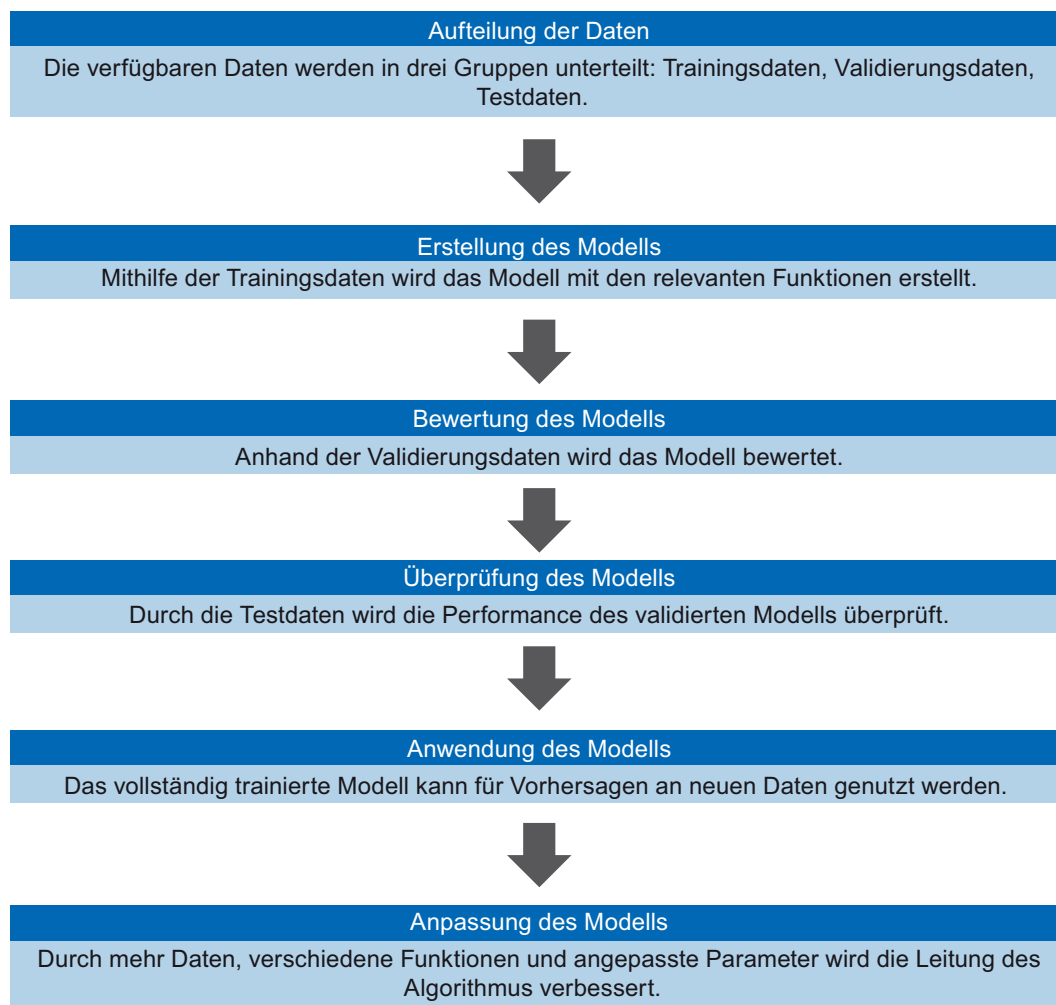 Aufteilung der Daten
Die verfügbaren Daten werden in drei Gruppen unterteilt: Trainingsdaten, Validierungsdaten,
Testdaten.
Erstellung des Modells
Mithilfe der Trainingsdaten wird das Modell mit den relevanten Funktionen erstellt.
Bewertung des Modells
Anhand der Validierungsdaten wird das Modell bewertet.
Überprüfung des Modells
Durch die Testdaten wird die Performance des validierten Modells überprüft.
Anwendung des Modells
Das vollständig trainierte Modell kann für Vorhersagen an neuen Daten genutzt werden.
Anpassung des Modells
Durch mehr Daten, verschiedene Funktionen und angepasste Parameter wird die Leitung des
Algorithmus verbessert.